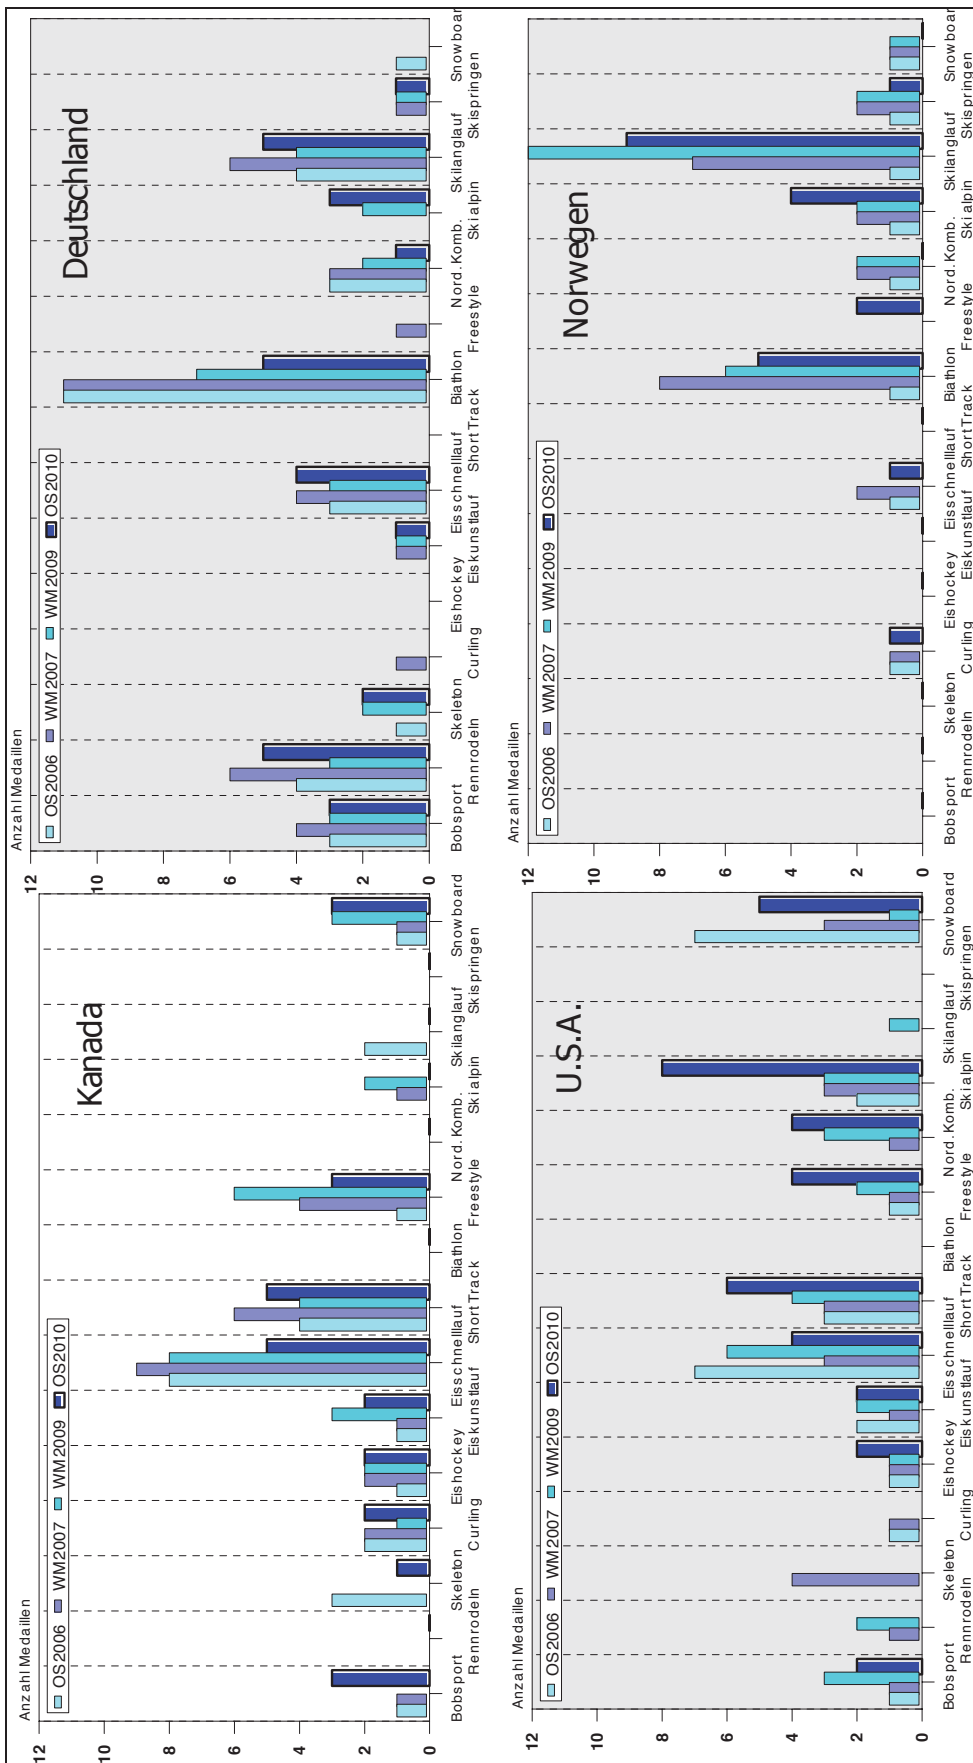 Kanada
Anzahl Medaillen
OS2006 WM2007 WM2009 OS2010
12
10
8
6
4
2
0
Bobsport
Rennrodeln
Skeleton
Curling
Eishockey
Eiskunstlauf
Eisschnelllauf
Short Track
Biathlon
Freestyle
Nord. Komb.
Ski alpin
Skilanglauf
Skispringen
Snowboard
Deutschland
Anzahl Medaillen
OS2006 WM2007 WM2009 OS2010
12
10
8
6
4
2
0
Bobsport
Rennrodeln
Skeleton
Curling
Eishockey
Eiskunstlauf
Eisschnelllauf
Short Track
Biathlon
Freestyle
Nord. Komb.
Ski alpin
Skilanglauf
Skispringen
Snowboard
U.S.A.
Anzahl Medaillen
OS2006 WM2007 WM2009 OS2010
12
10
8
6
4
2
0
Bobsport
Rennrodeln
Skeleton
Curling
Eishockey
Eiskunstlauf
Eisschnelllauf
Short Track
Biathlon
Freestyle
Nord. Komb.
Ski alpin
Skilanglauf
Skispringen
Snowboard
Norwegen
Anzahl Medaillen
OS2006 WM2007 WM2009 OS2010
12
10
8
6
4
2
0
Bobsport
Rennrodeln
Skeleton
Curling
Eishockey
Eiskunstlauf
Eisschnelllauf
Short Track
Biathlon
Freestyle
Nord. Komb.
Ski alpin
Skilanglauf
Skispringen
Snowboard